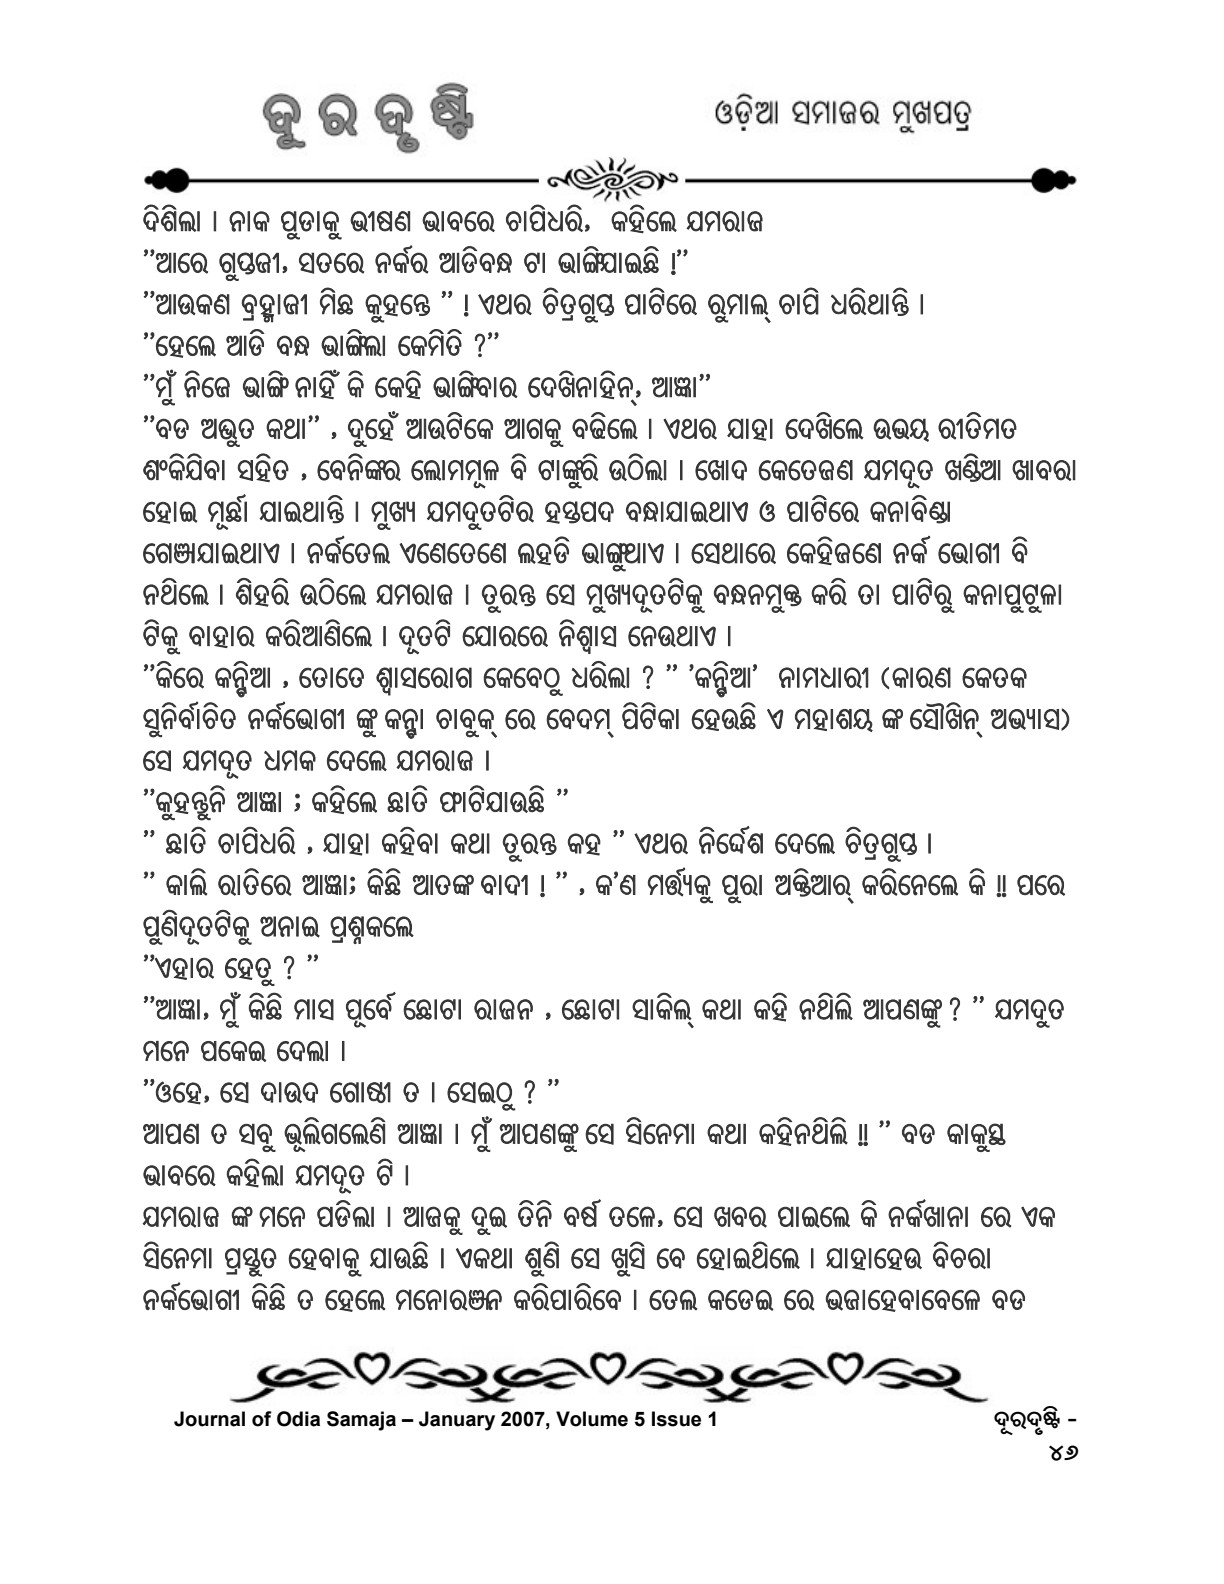 ଦୂରଦୃଷ୍ଟି ଓଡ଼ିଆ ସମାଜର ମୁଖପତ୍ର
ଦିଶିଲା । ନାକ ପୁଡାକୁ ଭୀଷଣ ଭାବରେ ଚାପିଧରି, କହିଲେ ଯମରାଜ
”ଆରେ ଗୁପ୍ତଜୀ, ସତରେ ନର୍କର ଆଡିବନ୍ଧ ଟା ଭାଙ୍ଗିଯାଇଛି !”
”ଆଉକଣ ବ୍ରହ୍ମାଜୀ ମିଛ କୁହନ୍ତେ ” ! ଏଥର ଚିତ୍ରଗୁପ୍ତ ପାଟିରେ ରୁମାଲ୍ ଚାପି ଧରିଥାନ୍ତି ।
”ହେଲେ ଆଡି ବନ୍ଧ ଭାଙ୍ଗିଲା କେମିତି ?”
”ମୁଁ ନିଜେ ଭାଙ୍ଗି ନାହିଁ କି କେହି ଭାଙ୍ଗିବାର ଦେଖିନାହିନ୍, ଆଜ୍ଞା”
”ବଡ ଅଦ୍ଭୁତ କଥା” , ଦୁହେଁ ଆଉଟିକେ ଆଗକୁ ବଢିଲେ । ଏଥର ଯାହା ଦେଖିଲେ ଉଭୟ ରୀତିମତ
ଶଂକିଯିବା ସହିତ , ବେନିଙ୍କର ଲୋମମୂଳ ବି ଟାଙ୍କୁରି ଉଠିଲା । ଖୋଦ କେତେଜଣ ଯମଦୂତ ଖଣ୍ଡିଆ ଖାବରା
ହୋଇ ମୂର୍ଛା ଯାଇଥାନ୍ତି । ମୁଖ୍ୟ ଯମଦୁତଟିର ହସ୍ତପଦ ବନ୍ଧାଯାଇଥାଏ ଓ ପାଟିରେ କନାବିଣ୍ଡା
ଗେଞ୍ଜାଯାଇଥାଏ । ନର୍କତେଲ ଏଣେତେଣେ ଲହଡି ଭାଙ୍ଗୁଥାଏ । ସେଥାରେ କେହିଜଣେ ନର୍କ ଭୋଗୀ ବି
ନଥିଲେ । ଶିହରି ଉଠିଲେ ଯମରାଜ । ତୁରନ୍ତ ସେ ମୁଖ୍ୟଦୂତଟିକୁ ବନ୍ଧନମୁକ୍ତ କରି ତା ପାଟିରୁ କନାପୁଟୁଳା
ଟିକୁ ବାହାର କରିଆଣିଲେ । ଦୂତଟି ଯୋରରେ ନିଶ୍ବାସ ନେଉଥାଏ ।
”କିରେ କନ୍ଟିଆ , ତୋତେ ଶ୍ବାସରୋଗ କେବେଠୁ ଧରିଲା ? ” ’କନ୍ଟିଆ’ ନାମଧାରୀ (କାରଣ କେତକ
ସୁନିର୍ବାଚିତ ନର୍କଭୋଗୀ ଙ୍କୁ କନ୍ଟା ଚାବୁକ୍ ରେ ବେଦମ୍ ପିଟିକା ହେଉଛି ଏ ମହାଶୟ ଙ୍କ ସୌଖିନ୍ ଅଭ୍ୟାସ)
ସେ ଯମଦୂତ ଧମକ ଦେଲେ ଯମରାଜ ।
”କୁହନ୍ତୁନି ଆଜ୍ଞା ; କହିଲେ ଛାତି ଫାଟିଯାଉଛି ”
” ଛାତି ଚାପିଧରି , ଯାହା କହିବା କଥା ତୁରନ୍ତ କହ ” ଏଥର ନିର୍ଦ୍ଦେଶ ଦେଲେ ଚିତ୍ରଗୁପ୍ତ ।
” କାଲି ରାତିରେ ଆଜ୍ଞା; କିଛି ଆତଙ୍କ ବାଦୀ ! ” , କ’ଣ ମର୍ତ୍ତ୍ୟକୁ ପୁରା ଅକ୍ତିଆର୍ କରିନେଲେ କି !! ପରେ
ପୁଣିଦୂତଟିକୁ ଅନାଇ ପ୍ରଶ୍ନକଲେ
”ଏହାର ହେତୁ ? ”
”ଆଜ୍ଞା, ମୁଁ କିଛି ମାସ ପୂର୍ବେ ଛୋଟା ରାଜନ , ଛୋଟା ସାକିଲ୍ କଥା କହି ନଥିଲି ଆପଣଙ୍କୁ ? ” ଯମଦୁତ
ମନେ ପକେଇ ଦେଲା ।
”ଓହେ, ସେ ଦାଉଦ ଗୋଷ୍ଠୀ ତ । ସେଇଠୁ ? ”
ଆପଣ ତ ସବୁ ଭୂଲିଗଲେଣି ଆଜ୍ଞା । ମୁଁ ଆପଣଙ୍କୁ ସେ ସିନେମା କଥା କହିନଥିଲି !! ” ବଡ କାକୁସ୍ଥ
ଭାବରେ କହିଲା ଯମଦୂତ ଟି ।
ଯମରାଜ ଙ୍କ ମନେ ପଡିଲା । ଆଜକୁ ଦୁଇ ତିନି ବର୍ଷ ତଳେ, ସେ ଖବର ପାଇଲେ କି ନର୍କଖାନା ରେ ଏକ
ସିନେମା ପ୍ରସ୍ତୁତ ହେବାକୁ ଯାଉଛି । ଏକଥା ଶୁଣି ସେ ଖୁସି ବେ ହୋଇଥିଲେ । ଯାହାହେଉ ବିଚରା
ନର୍କଭୋଗୀ କିଛି ତ ହେଲେ ମନୋରଞ୍ଜନ କରିପାରିବେ । ତେଲ କଡେଇ ରେ ଭଜାହେବାବେଳେ ବଡ
Journal of Odia Samaja – January 2007, Volume 5 Issue 1 ଦୂରଦୃଷ୍ଟି -
୪୬